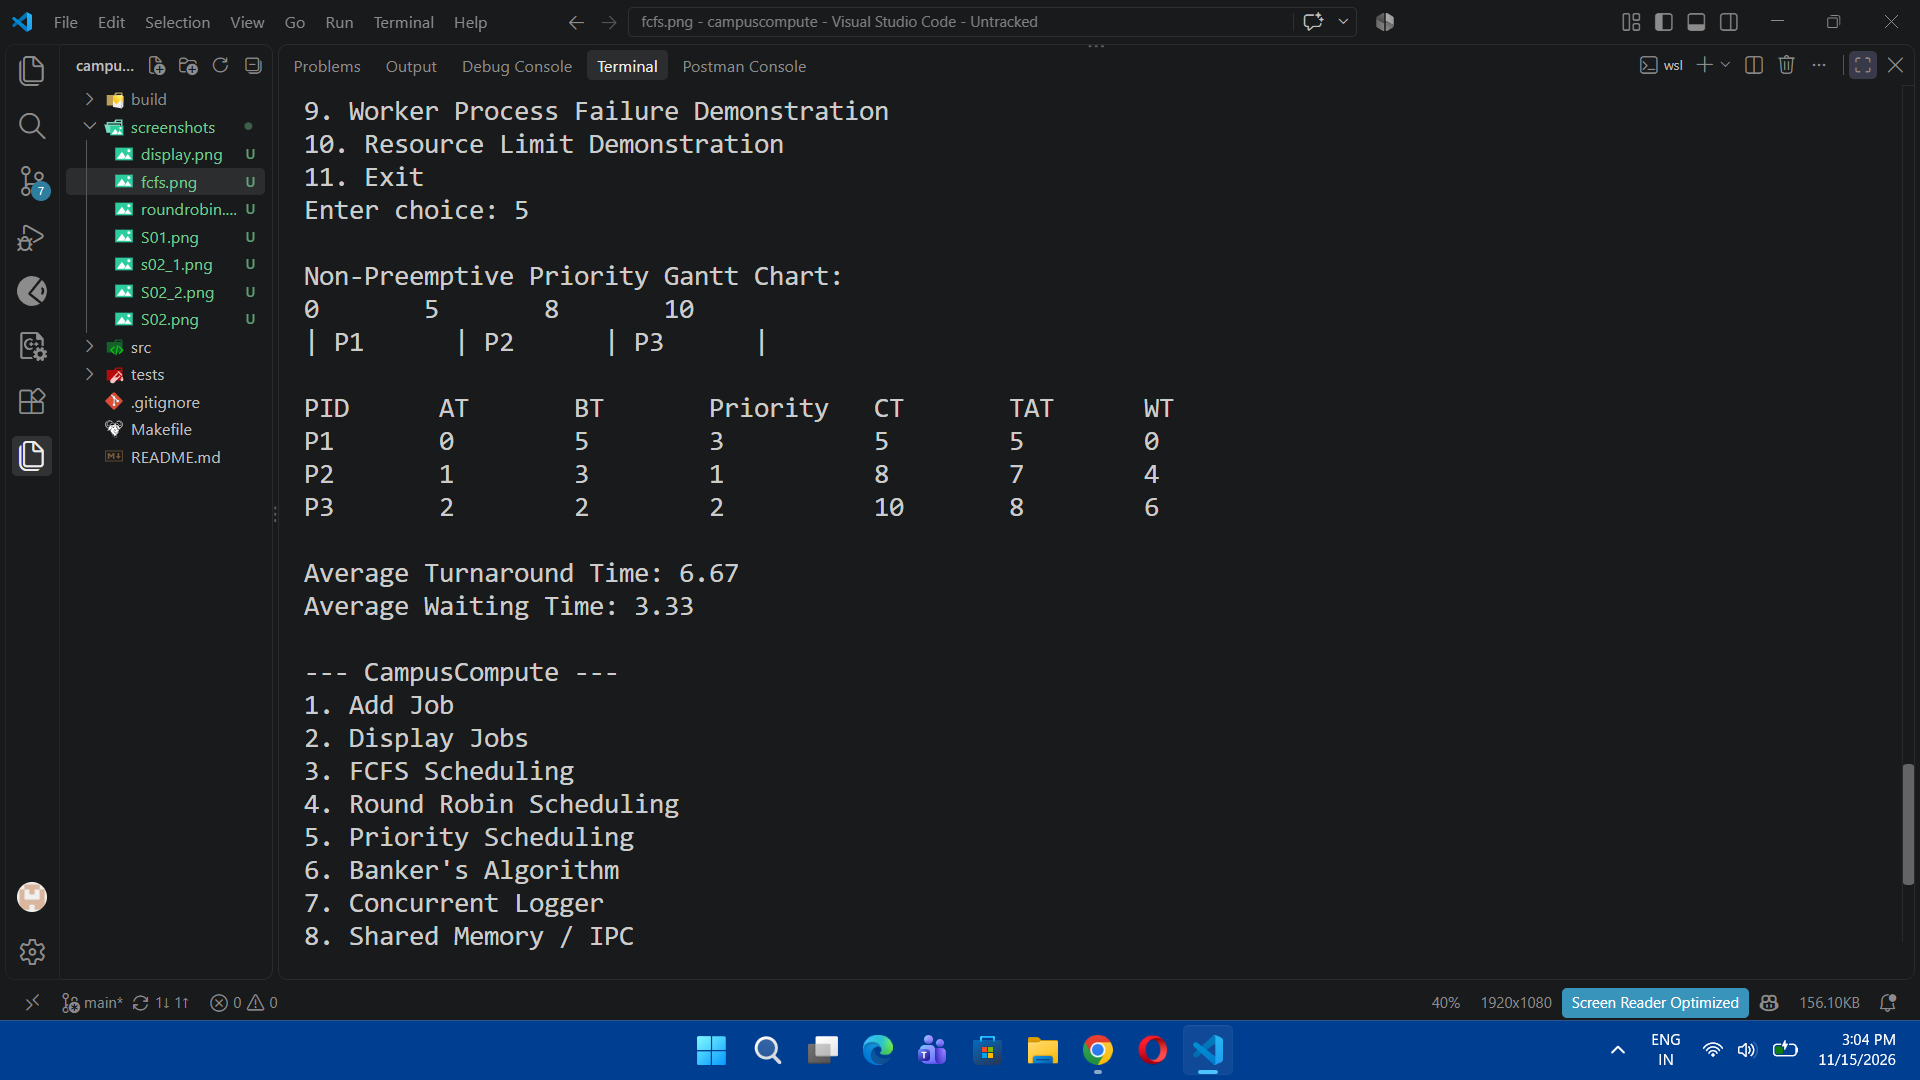 File Edit Selection View Go Run Terminal Help
fcfs.png - campuscompute - Visual Studio Code - Untracked
campu...
build
screenshots
display.png U
fcfs.png U
roundrobin.... U
S01.png U
s02_1.png U
S02_2.png U
S02.png U
src
tests
.gitignore
Makefile
README.md
7
Problems Output Debug Console Terminal Postman Console
wsl
9. Worker Process Failure Demonstration
10. Resource Limit Demonstration
11. Exit
Enter choice: 5
Non-Preemptive Priority Gantt Chart:
0 5 8 10
| P1 | P2 | P3 |
PID AT BT Priority CT TAT WT
P1 0 5 3 5 5 0
P2 1 3 1 8 7 4
P3 2 2 2 10 8 6
Average Turnaround Time: 6.67
Average Waiting Time: 3.33
--- CampusCompute ---
1. Add Job
2. Display Jobs
3. FCFS Scheduling
4. Round Robin Scheduling
5. Priority Scheduling
6. Banker's Algorithm
7. Concurrent Logger
8. Shared Memory / IPC
main* 1↓ 1↑ 0 0
40% 1920x1080 Screen Reader Optimized 156.10KB
ENG
IN
3:04 PM
11/15/2026